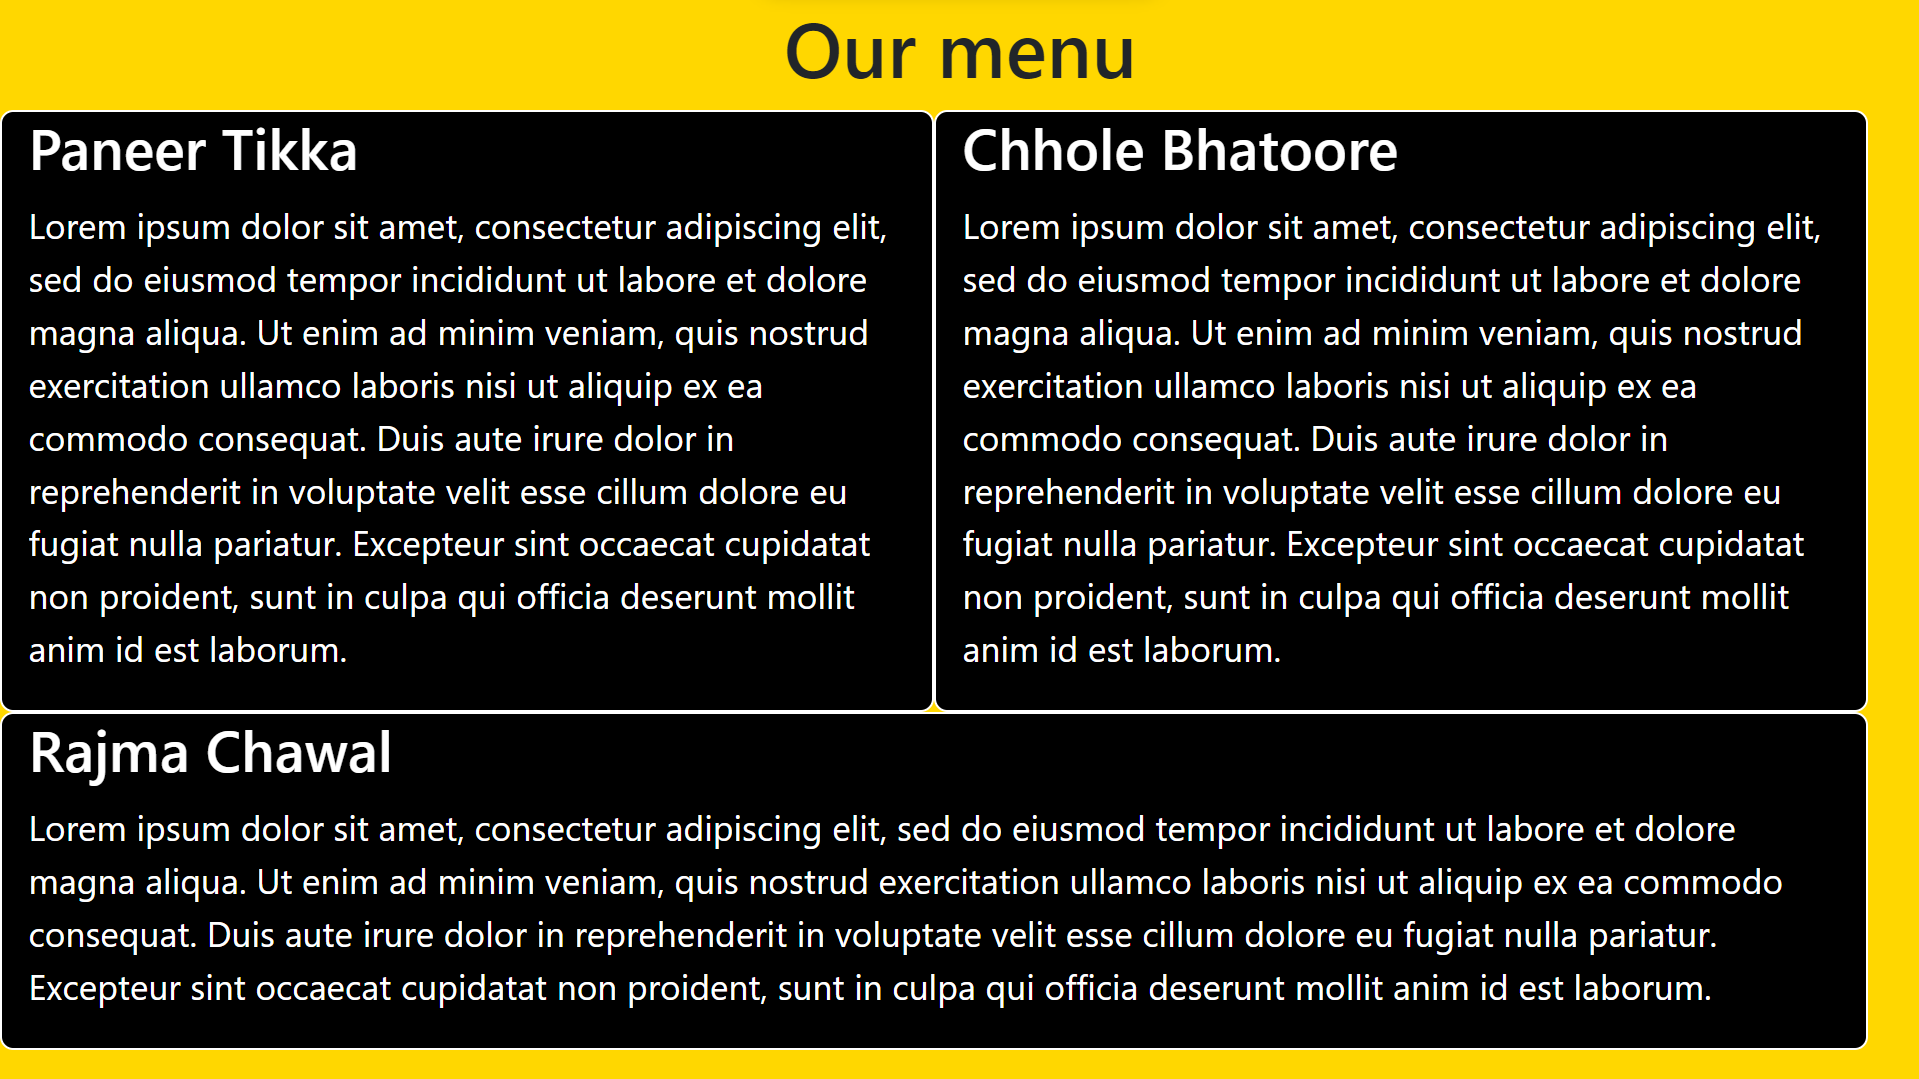 Our menu
Paneer Tikka
Lorem ipsum dolor sit amet, consectetur adipiscing elit,
sed do eiusmod tempor incididunt ut labore et dolore
magna aliqua. Ut enim ad minim veniam, quis nostrud
exercitation ullamco laboris nisi ut aliquip ex ea
commodo consequat. Duis aute irure dolor in
reprehenderit in voluptate velit esse cillum dolore eu
fugiat nulla pariatur. Excepteur sint occaecat cupidatat
non proident, sunt in culpa qui officia deserunt mollit
anim id est laborum.
Chhole Bhatoore
Lorem ipsum dolor sit amet, consectetur adipiscing elit,
sed do eiusmod tempor incididunt ut labore et dolore
magna aliqua. Ut enim ad minim veniam, quis nostrud
exercitation ullamco laboris nisi ut aliquip ex ea
commodo consequat. Duis aute irure dolor in
reprehenderit in voluptate velit esse cillum dolore eu
fugiat nulla pariatur. Excepteur sint occaecat cupidatat
non proident, sunt in culpa qui officia deserunt mollit
anim id est laborum.
Rajma Chawal
Lorem ipsum dolor sit amet, consectetur adipiscing elit, sed do eiusmod tempor incididunt ut labore et dolore
magna aliqua. Ut enim ad minim veniam, quis nostrud exercitation ullamco laboris nisi ut aliquip ex ea commodo
consequat. Duis aute irure dolor in reprehenderit in voluptate velit esse cillum dolore eu fugiat nulla pariatur.
Excepteur sint occaecat cupidatat non proident, sunt in culpa qui officia deserunt mollit anim id est laborum.